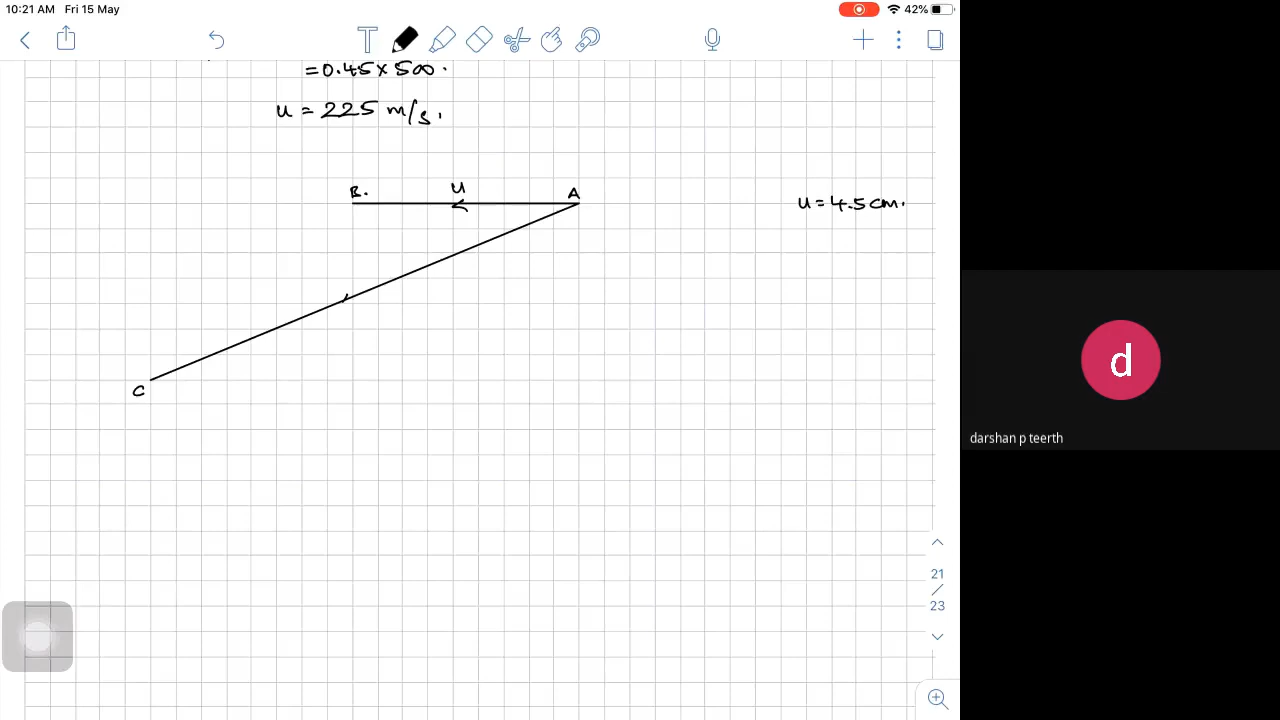 10:21 AM Fri 15 May
42%
= 0.45 × 500.
u = 225 m/s.
B. u A
u = 4.5 cm.
C
d
darshan p teerth
21
/
23